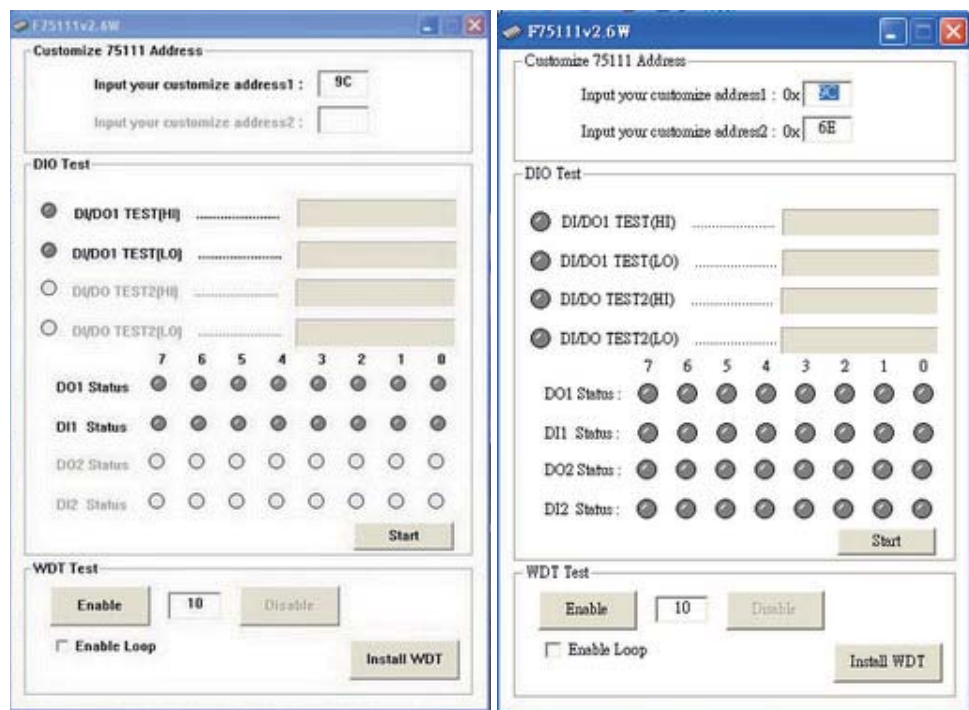 F75111v2.6W
Customize 75111 Address
Input your customize address1 : 9C
Input your customize address2 :
DIO Test
DI/DO1 TEST(HI) .....................
DI/DO1 TEST(LO) .....................
DI/DO TEST2(HI) .....................
DI/DO TEST2(LO) .....................
7 6 5 4 3 2 1 0
DO1 Status
DI1 Status
DO2 Status
DI2 Status
Start
WDT Test
Enable 10 Disable
Enable Loop
Install WDT
F75111v2.6W
Customize 75111 Address
Input your customize address1 : 0x 9C
Input your customize address2 : 0x 6E
DIO Test
DI/DO1 TEST(HI) .....................
DI/DO1 TEST(LO) .....................
DI/DO TEST2(HI) .....................
DI/DO TEST2(LO) .....................
7 6 5 4 3 2 1 0
DO1 Status :
DI1 Status :
DO2 Status :
DI2 Status :
Start
WDT Test
Enable 10 Disable
Enable Loop
Install WDT